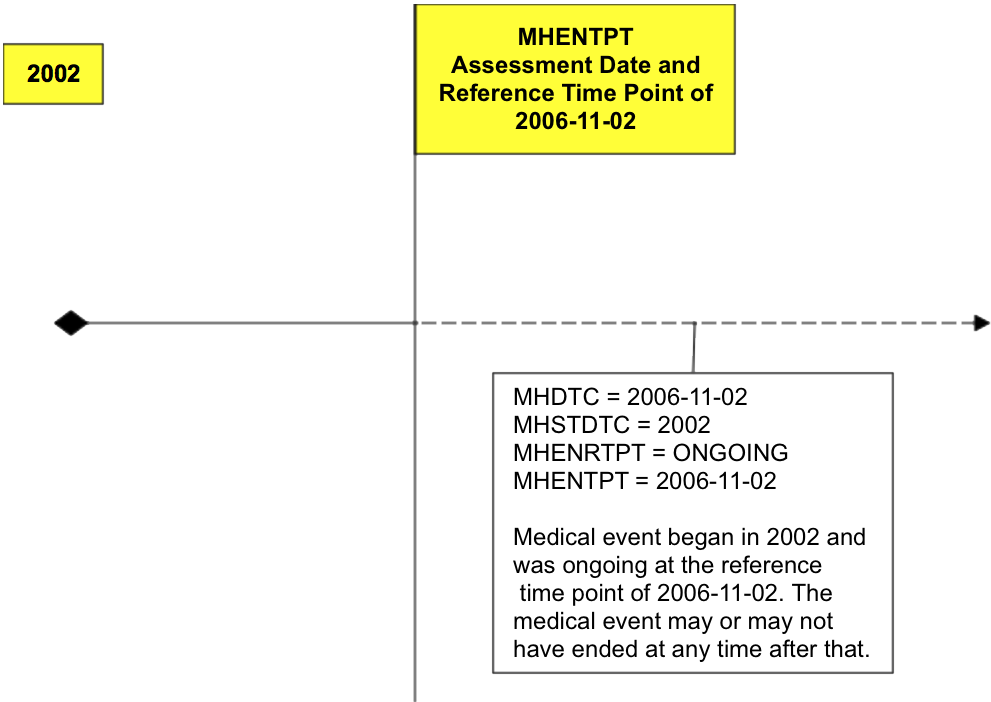 2002
MHENTPT
Assessment Date and
Reference Time Point of
2006-11-02
MHDTC = 2006-11-02
MHSTDTC = 2002
MHENRTPT = ONGOING
MHENTPT = 2006-11-02
Medical event began in 2002 and
was ongoing at the reference
time point of 2006-11-02. The
medical event may or may not
have ended at any time after that.